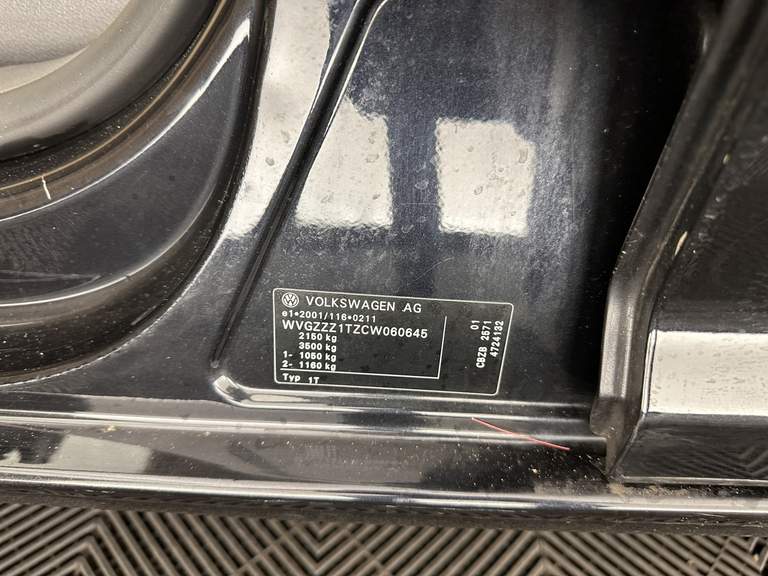 VOLKSWAGEN AG
e1*2001/116*0211
WVGZZZ1TZCW060645
2150 kg
3500 kg
1- 1050 kg
2- 1160 kg
Typ 1T
01
CBZB 2571
4724132